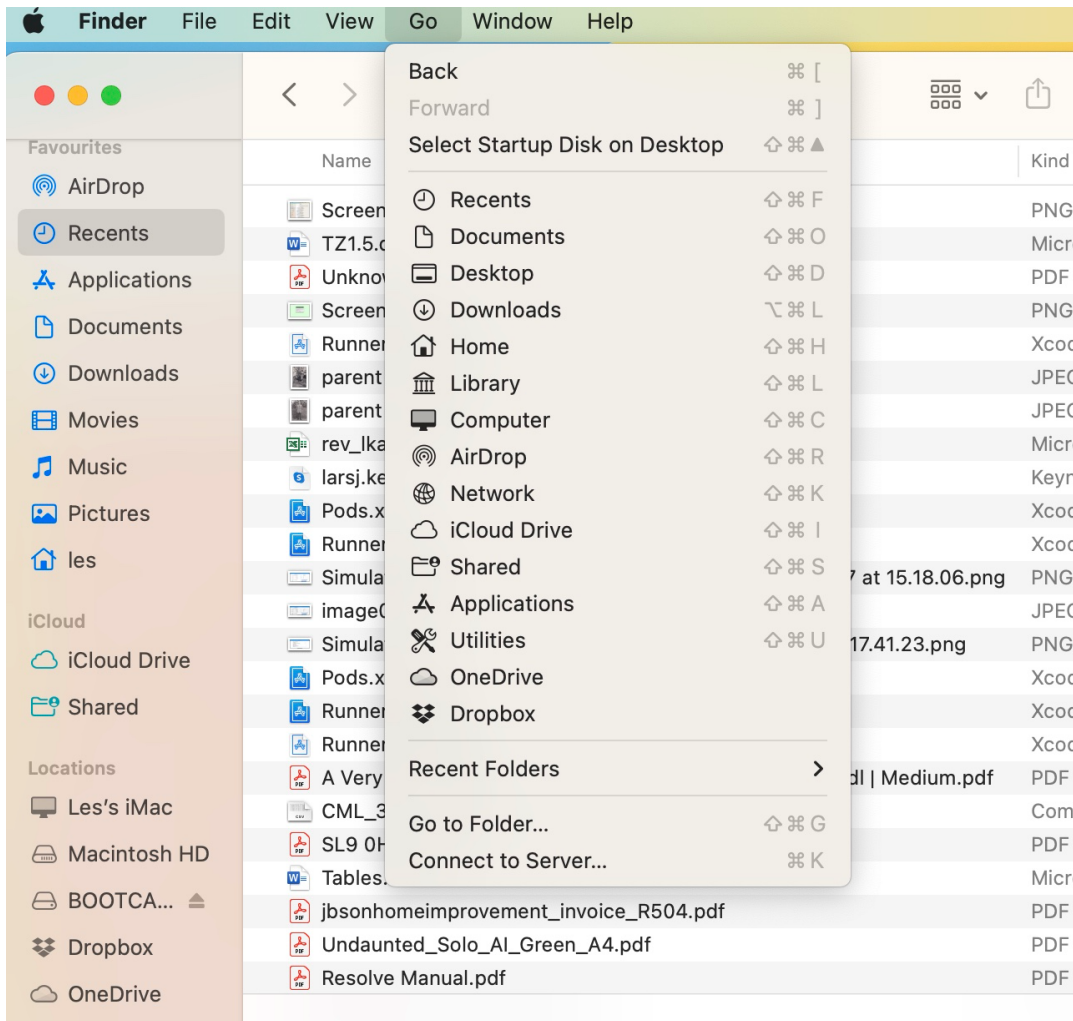 Finder File Edit View Go Window Help
Favourites
AirDrop
Recents
Applications
Documents
Downloads
Movies
Music
Pictures
les
iCloud
iCloud Drive
Shared
Locations
Les's iMac
Macintosh HD
BOOTCA...
Dropbox
OneDrive
Back ⌘ [
Forward ⌘ ]
Select Startup Disk on Desktop ⇧⌘▲
Recents ⇧⌘F
Documents ⇧⌘O
Desktop ⇧⌘D
Downloads ⌥⌘L
Home ⇧⌘H
Library ⇧⌘L
Computer ⇧⌘C
AirDrop ⇧⌘R
Network ⇧⌘K
iCloud Drive ⇧⌘I
Shared ⇧⌘S
Applications ⇧⌘A
Utilities ⇧⌘U
OneDrive
Dropbox
Recent Folders
Go to Folder... ⇧⌘G
Connect to Server... ⌘K
Name Kind
Screen PNG
TZ1.5. Micr
Unkno PDF
Screen PNG
Runner Xcod
parent JPEG
parent JPEG
rev_lka Micr
larsj.ke Keyn
Pods.x Xcod
Runner Xcod
Simula 7 at 15.18.06.png PNG
image JPEG
Simula 17.41.23.png PNG
Pods.x Xcod
Runner Xcod
Runner Xcod
A Very dl | Medium.pdf PDF
CML_3 Com
SL9 0H PDF
Tables. Micr
jbsonhomeimprovement_invoice_R504.pdf PDF
Undaunted_Solo_AI_Green_A4.pdf PDF
Resolve Manual.pdf PDF